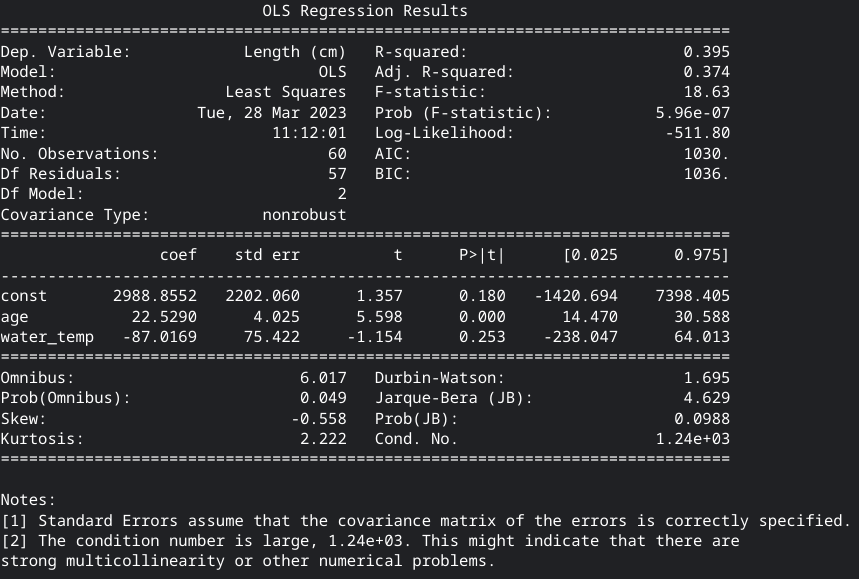 OLS Regression Results
==============================================================================
Dep. Variable:            Length (cm)   R-squared:                       0.395
Model:                            OLS   Adj. R-squared:                  0.374
Method:                 Least Squares   F-statistic:                     18.63
Date:                Tue, 28 Mar 2023   Prob (F-statistic):           5.96e-07
Time:                        11:12:01   Log-Likelihood:                -511.80
No. Observations:                  60   AIC:                             1030.
Df Residuals:                      57   BIC:                             1036.
Df Model:                           2
Covariance Type:            nonrobust
==============================================================================
                 coef    std err          t      P>|t|      [0.025      0.975]
------------------------------------------------------------------------------
const       2988.8552   2202.060      1.357      0.180   -1420.694    7398.405
age           22.5290      4.025      5.598      0.000      14.470      30.588
water_temp   -87.0169     75.422     -1.154      0.253    -238.047      64.013
==============================================================================
Omnibus:                        6.017   Durbin-Watson:                   1.695
Prob(Omnibus):                  0.049   Jarque-Bera (JB):                4.629
Skew:                          -0.558   Prob(JB):                       0.0988
Kurtosis:                       2.222   Cond. No.                     1.24e+03
==============================================================================

Notes:
[1] Standard Errors assume that the covariance matrix of the errors is correctly specified.
[2] The condition number is large, 1.24e+03. This might indicate that there are
strong multicollinearity or other numerical problems.